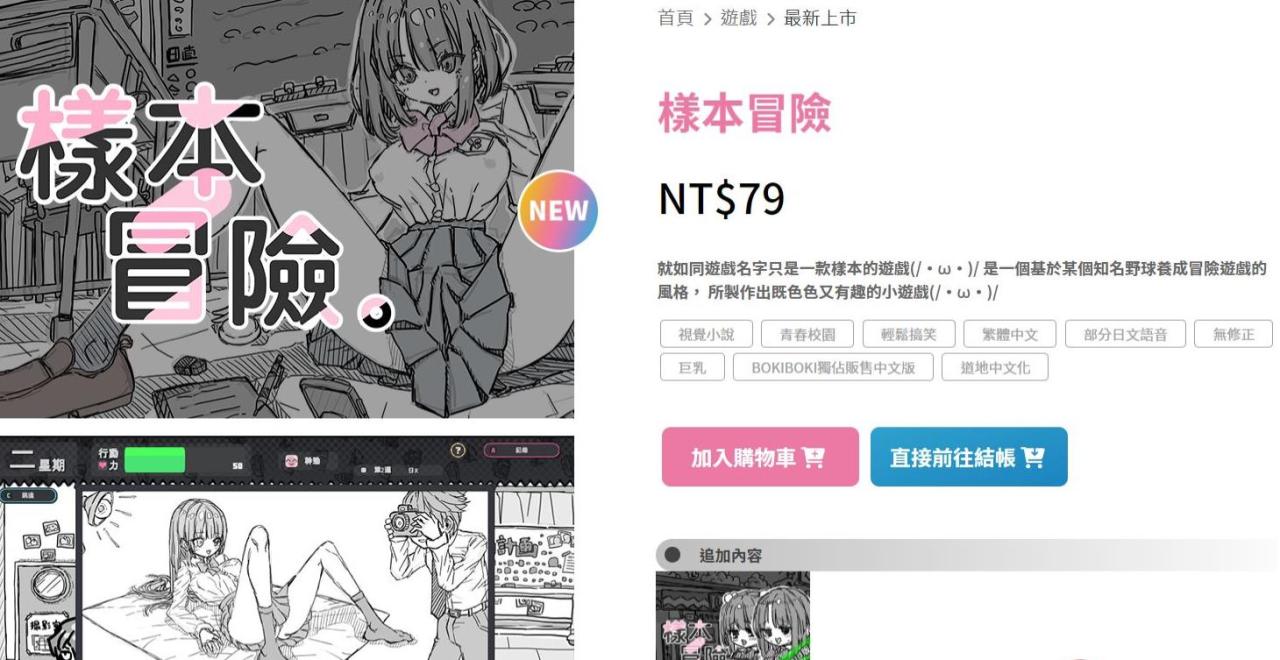 首頁 > 遊戲 > 最新上市
樣本
冒險。
NEW
樣本冒險
NT$79
就如同遊戲名字只是一款樣本的遊戲(/・ω・)/ 是一個基於某個知名野球養成冒險遊戲的
風格， 所製作出既色色又有趣的小遊戲(/・ω・)/
視覺小說 青春校園 輕鬆搞笑 繁體中文 部分日文語音 無修正
巨乳 BOKIBOKI獨佔販售中文版 道地中文化
加入購物車 直接前往結帳
二 星期
行動
力
50
?
計画
追加內容
樣本